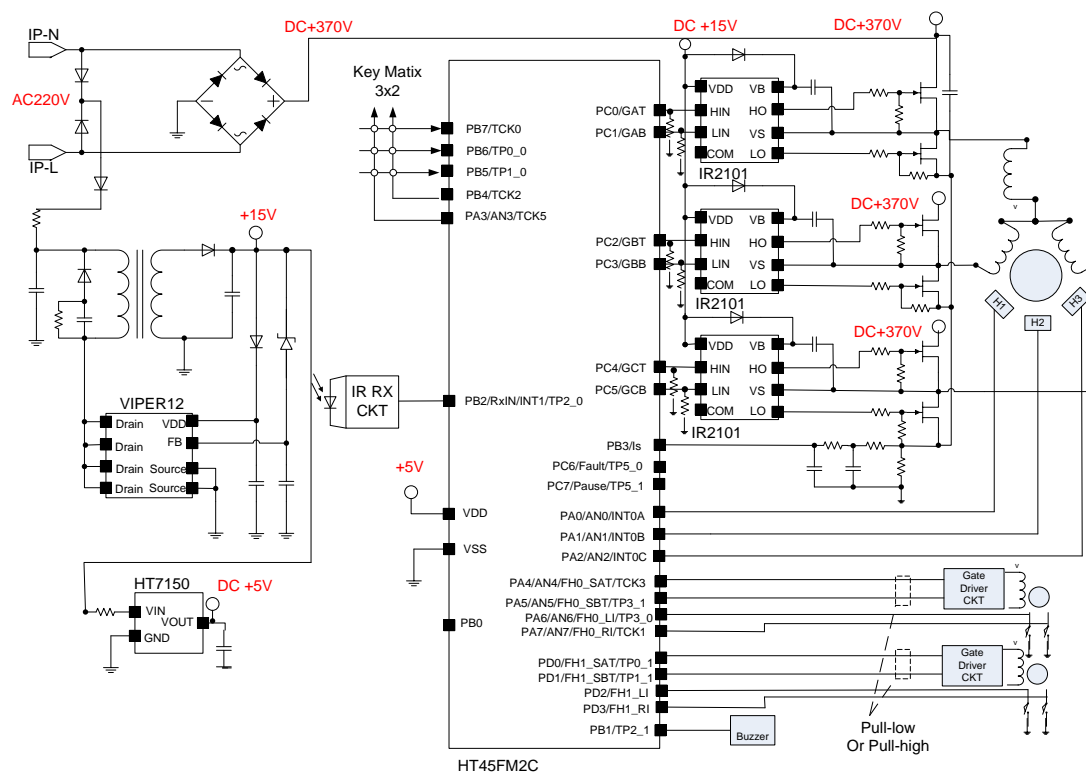 IP-N
DC+370V
DC +15V
DC+370V
AC220V
IP-L
Key Matix
3x2
PB7/TCK0
PB6/TP0_0
PB5/TP1_0
PB4/TCK2
PA3/AN3/TCK5
PC0/GAT
PC1/GAB
VDD
VB
HIN
HO
LIN
VS
COM
LO
IR2101
v
DC+370V
PC2/GBT
PC3/GBB
VDD
VB
HIN
HO
LIN
VS
COM
LO
IR2101
H1
H2
H3
DC+370V
PC4/GCT
PC5/GCB
VDD
VB
HIN
HO
LIN
VS
COM
LO
IR2101
+15V
VIPER12
Drain
VDD
Drain
FB
Drain
Source
Drain
Source
IR RX
CKT
PB2/RxIN/INT1/TP2_0
+5V
VDD
VSS
PB0
PB3/Is
PC6/Fault/TP5_0
PC7/Pause/TP5_1
PA0/AN0/INT0A
PA1/AN1/INT0B
PA2/AN2/INT0C
PA4/AN4/FH0_SAT/TCK3
PA5/AN5/FH0_SBT/TP3_1
PA6/AN6/FH0_LI/TP3_0
PA7/AN7/FH0_RI/TCK1
Gate
Driver
CKT
v
PD0/FH1_SAT/TP0_1
PD1/FH1_SBT/TP1_1
PD2/FH1_LI
PD3/FH1_RI
Gate
Driver
CKT
v
PB1/TP2_1
Buzzer
Pull-low
Or Pull-high
HT7150
DC +5V
VIN
VOUT
GND
HT45FM2C